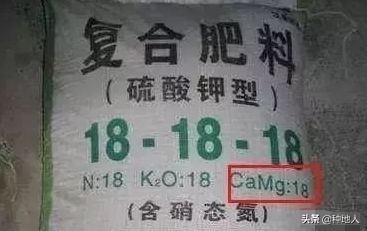 复合肥料
(硫酸钾型)
18-18-18
N:18 K₂O:18 CaMg:18
(含硝态氮)
头条 @种地人